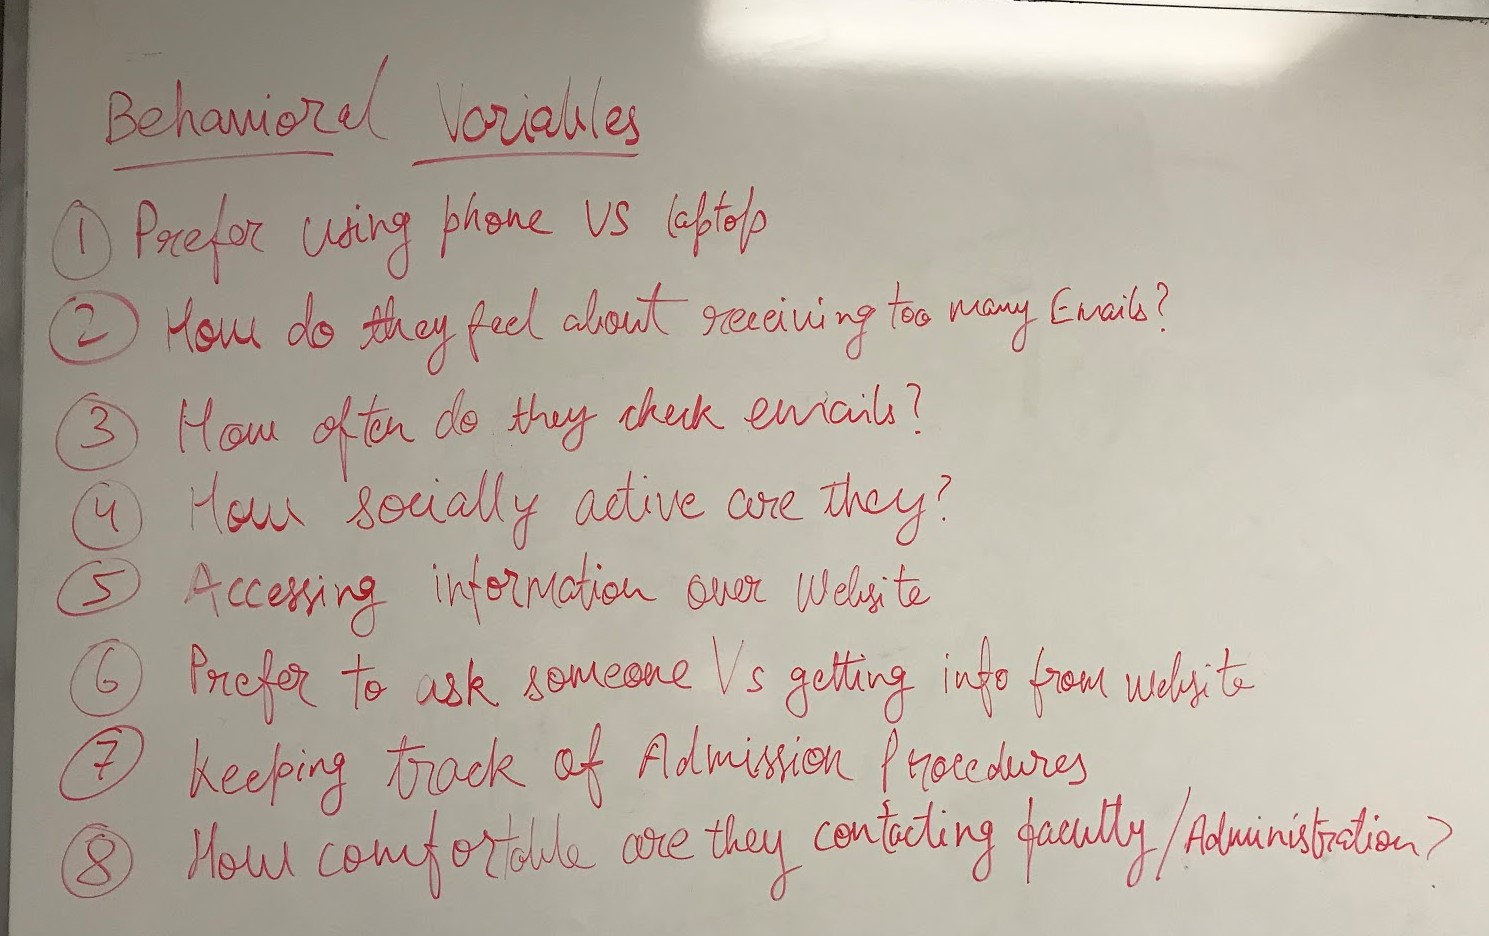 Behavioral Variables
1 Prefer using phone VS laptop
2 How do they feel about receiving too many Emails?
3 How often do they check emails?
4 How socially active are they?
5 Accessing information over Website
6 Prefer to ask someone Vs getting info from website
7 Keeping track of Admission Procedures
8 How comfortable are they contacting faculty/Administration?